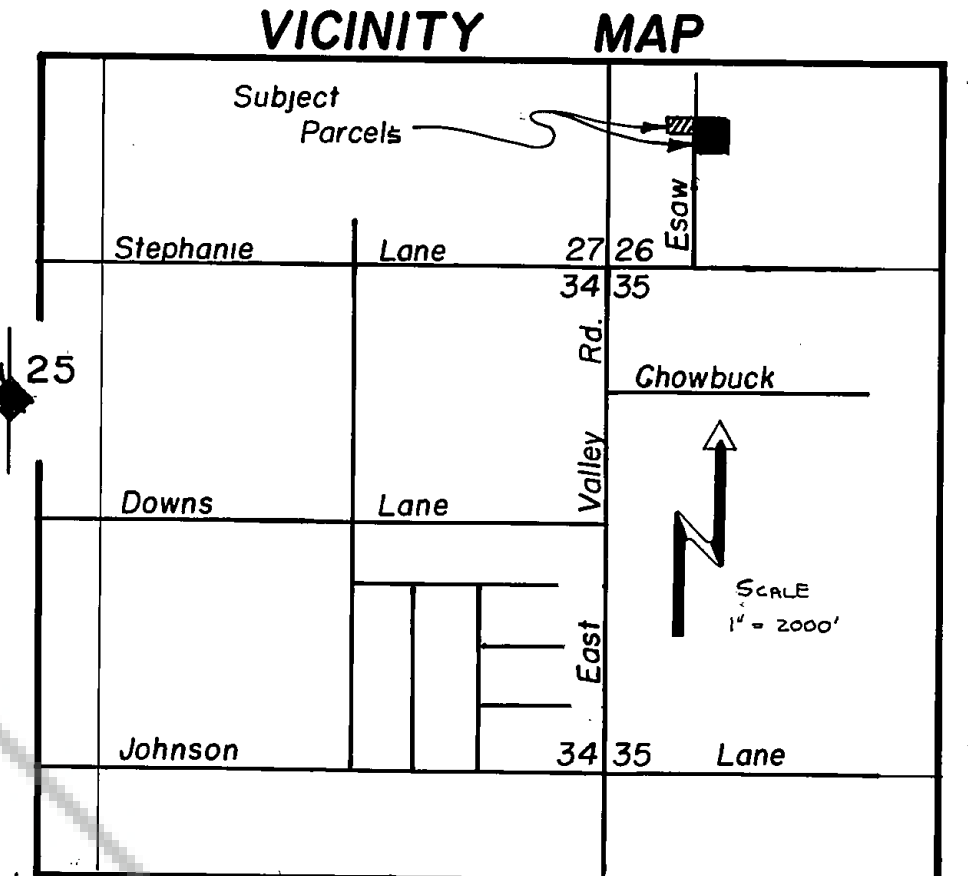 VICINITY MAP
Subject
Parcels
Esaw
Stephanie Lane 27 26
34 35
Rd.
25
Chowbuck
Valley
Downs Lane
SCALE
1" = 2000'
East
Johnson 34 35 Lane